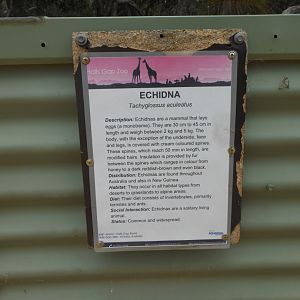 Halls Gap Zoo
ECHIDNA
Tachyglossus aculeatus
Description: Echidnas are a mammal that lays
eggs (a monotreme). They are 30 cm to 45 cm in
length and weigh between 2 kg and 5 kg. The
body, with the exception of the underside, face
and legs, is covered with cream coloured spines.
These spines, which reach 50 mm in length, are
modified hairs. Insulation is provided by fur
between the spines which ranges in colour from
honey to a dark reddish-brown and even black.
Distribution: Echidnas are found throughout
Australia and also in New Guinea.
Habitat: They occur in all habitat types from
deserts to grasslands to alpine areas.
Diet: Their diet consists of invertebrates; primarily
termites and ants.
Social Interaction: Echidnas are a solitary living
animal.
Status: Common and widespread.